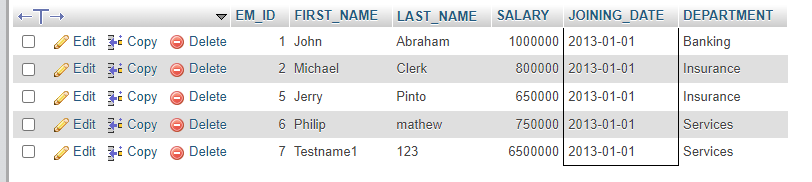 EM_ID FIRST_NAME LAST_NAME SALARY JOINING_DATE DEPARTMENT
Edit Copy Delete 1 John Abraham 1000000 2013-01-01 Banking
Edit Copy Delete 2 Michael Clerk 800000 2013-01-01 Insurance
Edit Copy Delete 5 Jerry Pinto 650000 2013-01-01 Insurance
Edit Copy Delete 6 Philip mathew 750000 2013-01-01 Services
Edit Copy Delete 7 Testname1 123 6500000 2013-01-01 Services